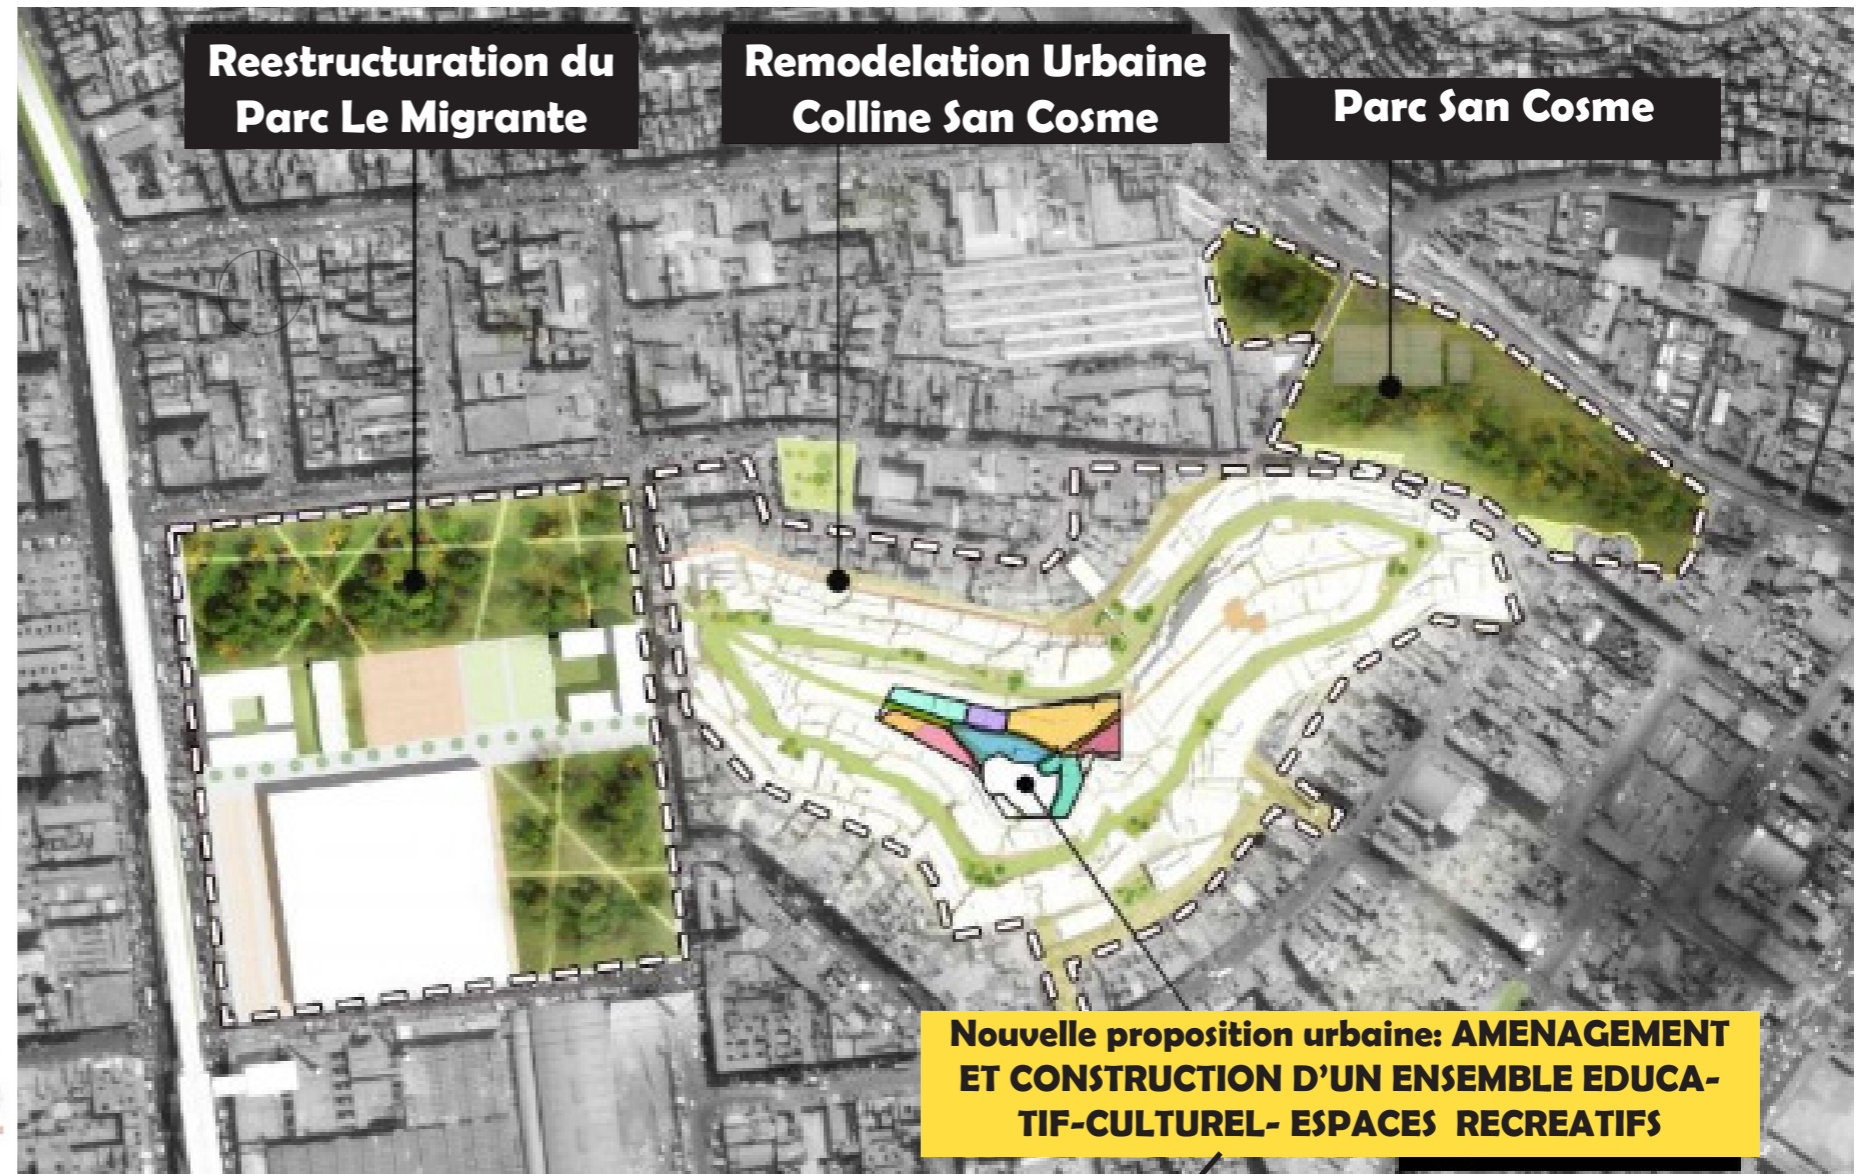 Reestructuration du
Parc Le Migrante
Remodelation Urbaine
Colline San Cosme
Parc San Cosme
Nouvelle proposition urbaine: AMENAGEMENT
ET CONSTRUCTION D’UN ENSEMBLE EDUCA-
TIF-CULTUREL- ESPACES RECREATIFS